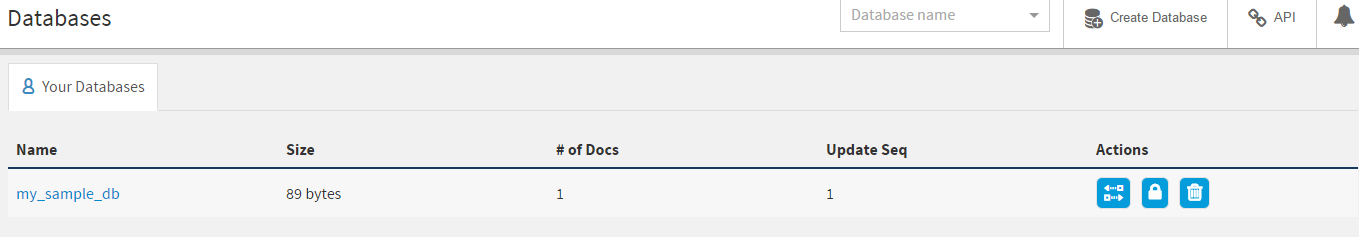 Databases
Database name
Create Database
API
Your Databases
Name Size # of Docs Update Seq Actions
my_sample_db 89 bytes 1 1